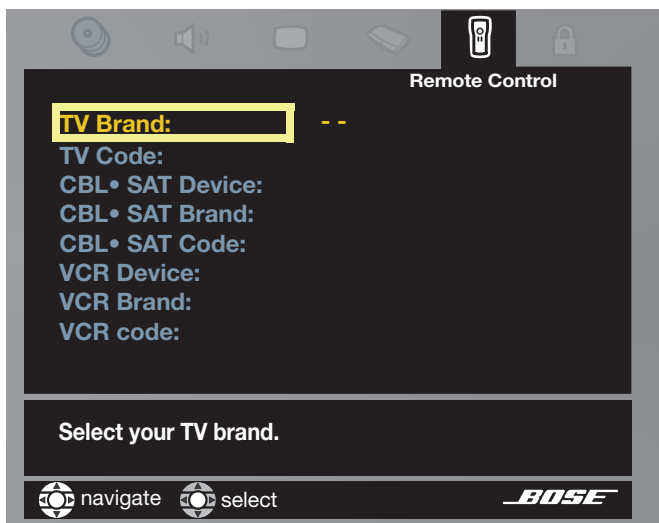 Remote Control
TV Brand: - -
TV Code:
CBL• SAT Device:
CBL• SAT Brand:
CBL• SAT Code:
VCR Device:
VCR Brand:
VCR code:
Select your TV brand.
navigate select BOSE